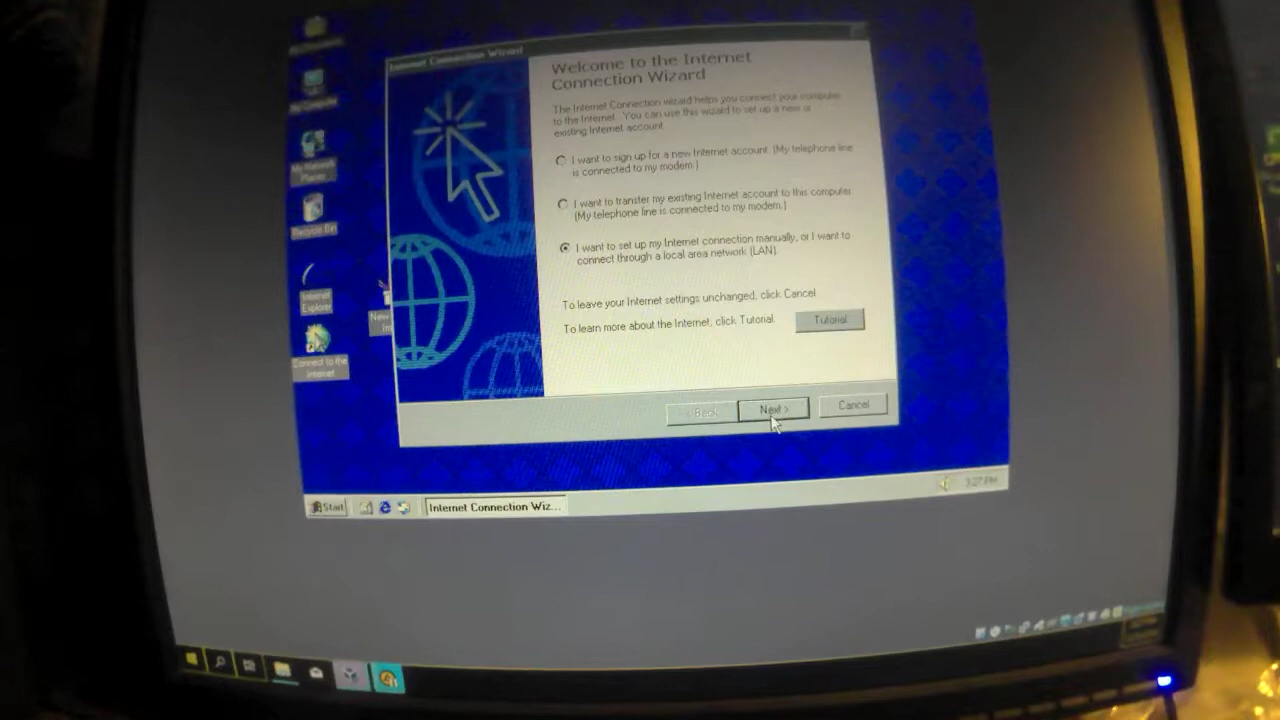 My Documents
My Computer
My Network
Places
Recycle Bin
Internet
Explorer
Connect to the
Internet
New
Internet Connection Wizard
Welcome to the Internet
Connection Wizard
The Internet Connection wizard helps you connect your computer
to the Internet. You can use this wizard to set up a new or
existing Internet account.
I want to sign up for a new Internet account. (My telephone line
is connected to my modem.)
I want to transfer my existing Internet account to this computer.
(My telephone line is connected to my modem.)
I want to set up my Internet connection manually, or I want to
connect through a local area network (LAN).
To leave your Internet settings unchanged, click Cancel.
To learn more about the Internet, click Tutorial.
Tutorial
< Back
Next >
Cancel
Start
Internet Connection Wiz...
3:27 PM